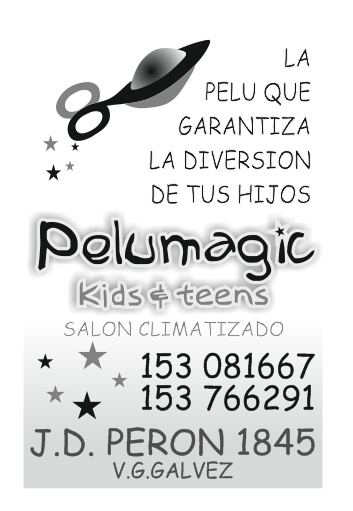 LA
PELU QUE
GARANTIZA
LA DIVERSION
DE TUS HIJOS
Pelumagic
Kids & teens
SALON CLIMATIZADO
153 081667
153 766291
J.D. PERON 1845
V.G.GALVEZ